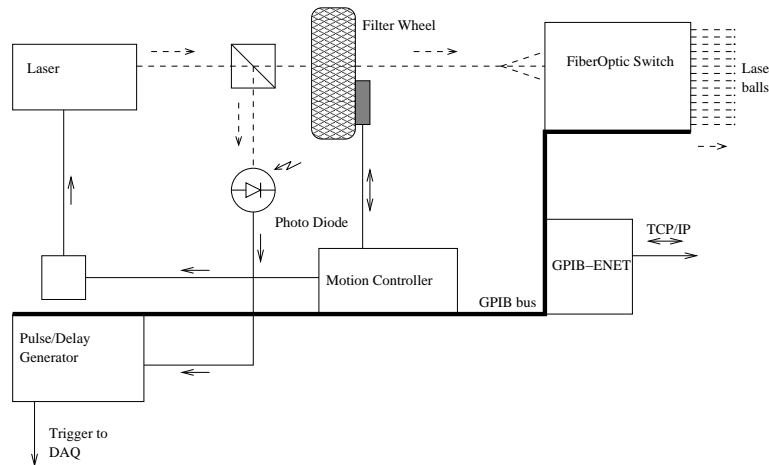 Filter Wheel
Laser
FiberOptic Switch
Lase
balls
Photo Diode
TCP/IP
GPIB–ENET
Motion Controller
GPIB bus
Pulse/Delay
Generator
Trigger to
DAQ